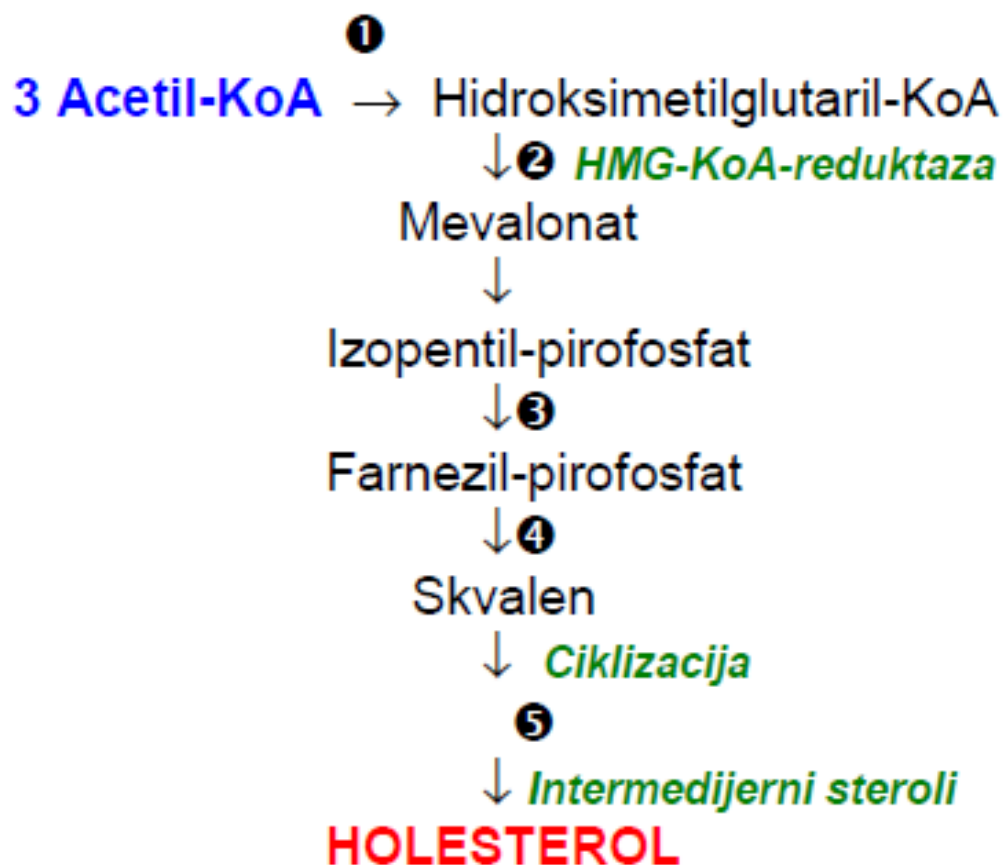 ❶
3 Acetil-KoA → Hidroksimetilglutaril-KoA
↓❷ HMG-KoA-reduktaza
Mevalonat
↓
Izopentil-pirofosfat
↓❸
Farnezil-pirofosfat
↓❹
Skvalen
↓ Ciklizacija
❺
↓ Intermedijerni steroli
HOLESTEROL